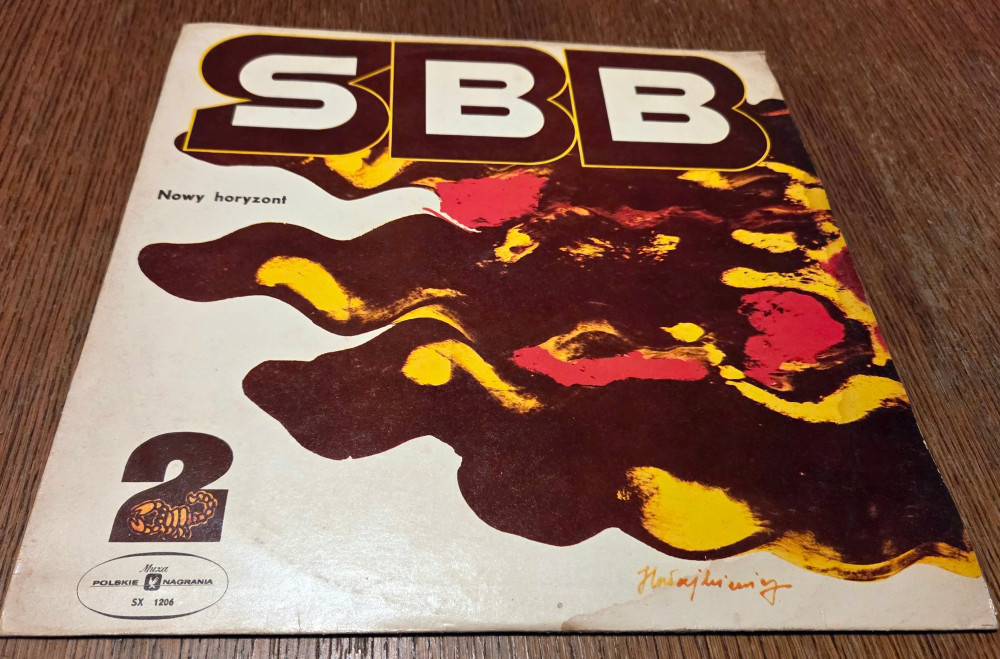 SBB
Nowy horyzont
2
Muza
POLSKIE NAGRANIA
SX 1206